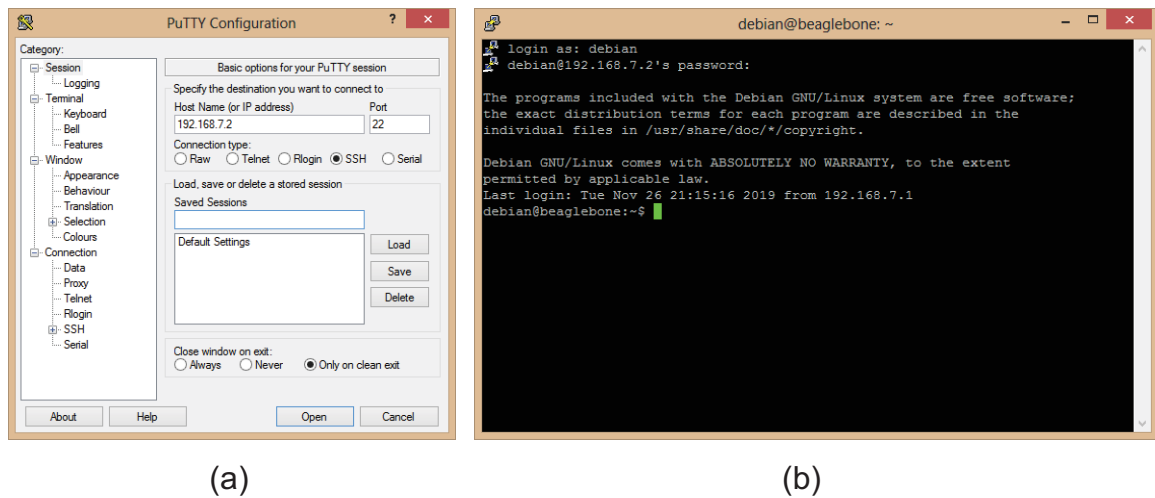 PuTTY Configuration
? ×
Category:
Session
Logging
Terminal
Keyboard
Bell
Features
Window
Appearance
Behaviour
Translation
Selection
Colours
Connection
Data
Proxy
Telnet
Rlogin
SSH
Serial
Basic options for your PuTTY session
Specify the destination you want to connect to
Host Name (or IP address) Port
192.168.7.2 22
Connection type:
Raw Telnet Rlogin SSH Serial
Load, save or delete a stored session
Saved Sessions
Default Settings
Load
Save
Delete
Close window on exit:
Always Never Only on clean exit
About Help Open Cancel
(a)
debian@beaglebone: ~
login as: debian
debian@192.168.7.2's password:
The programs included with the Debian GNU/Linux system are free software;
the exact distribution terms for each program are described in the
individual files in /usr/share/doc/*/copyright.
Debian GNU/Linux comes with ABSOLUTELY NO WARRANTY, to the extent
permitted by applicable law.
Last login: Tue Nov 26 21:15:16 2019 from 192.168.7.1
debian@beaglebone:~$
(b)